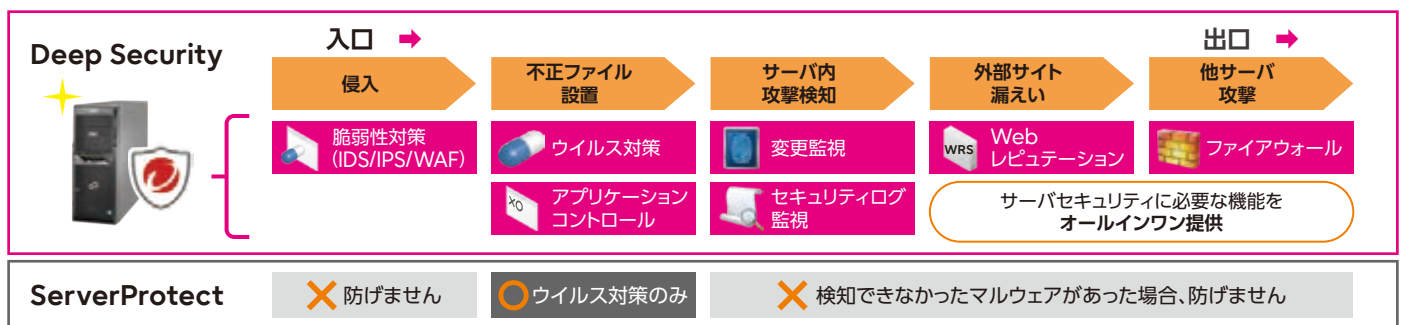 Deep Security
入口 ➡
出口 ➡
侵入
不正ファイル
設置
サーバ内
攻撃検知
外部サイト
漏えい
他サーバ
攻撃
脆弱性対策
(IDS/IPS/WAF)
ウイルス対策
変更監視
WRS
Web
レピュテーション
ファイアウォール
XO
アプリケーション
コントロール
セキュリティログ
監視
サーバセキュリティに必要な機能を
オールインワン提供
ServerProtect
防げません
ウイルス対策のみ
検知できなかったマルウェアがあった場合、防げません